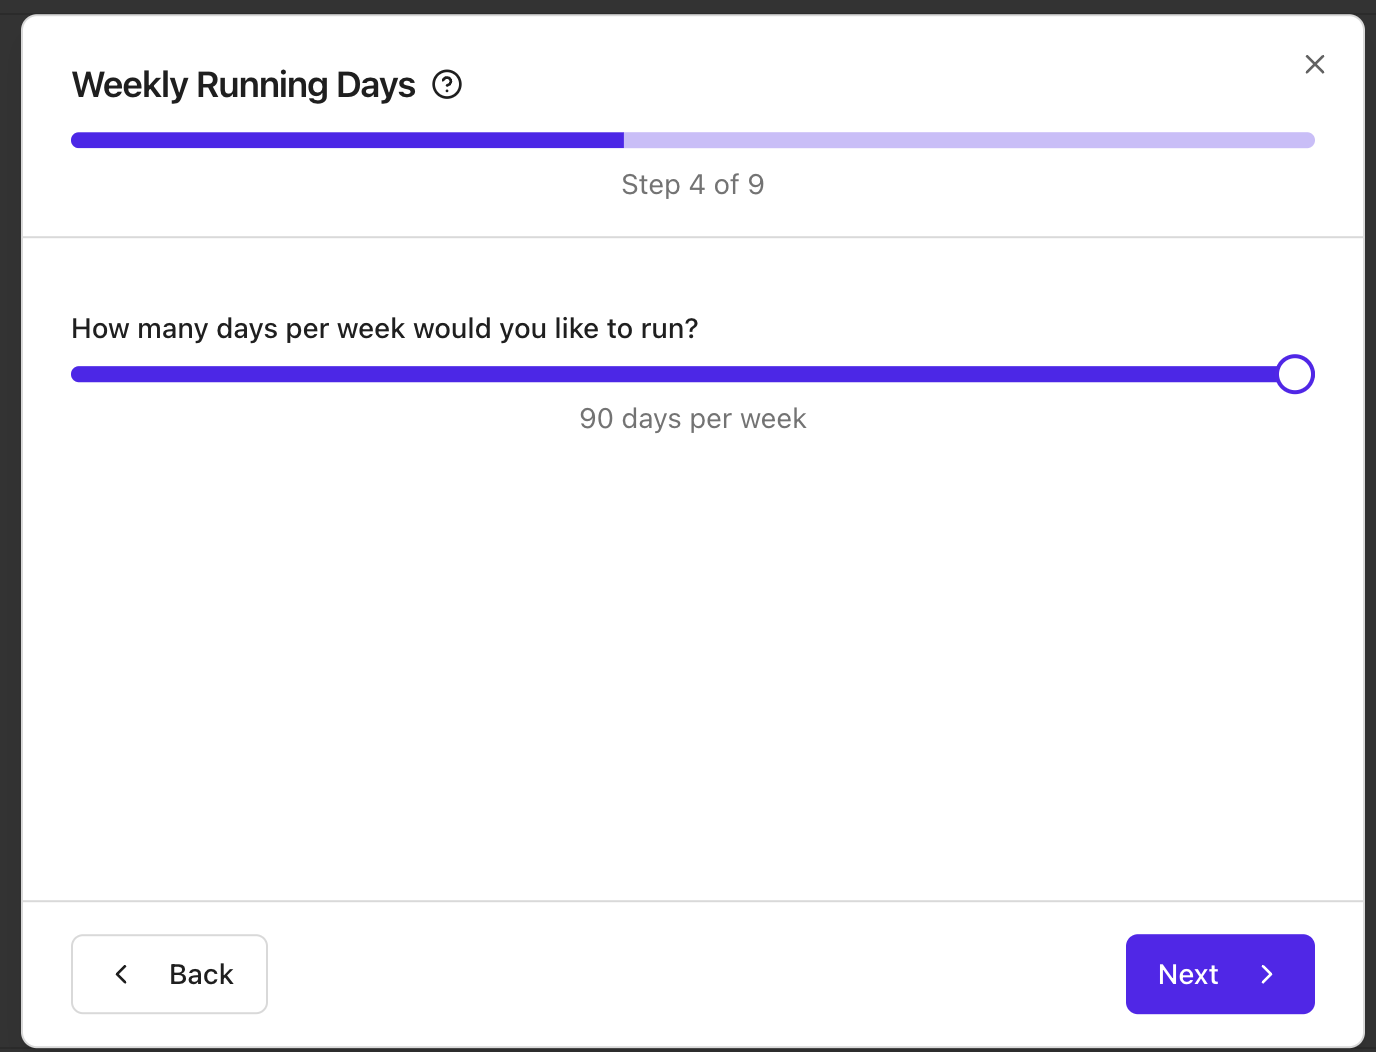 Weekly Running Days
Step 4 of 9
How many days per week would you like to run?
90 days per week
Back
Next